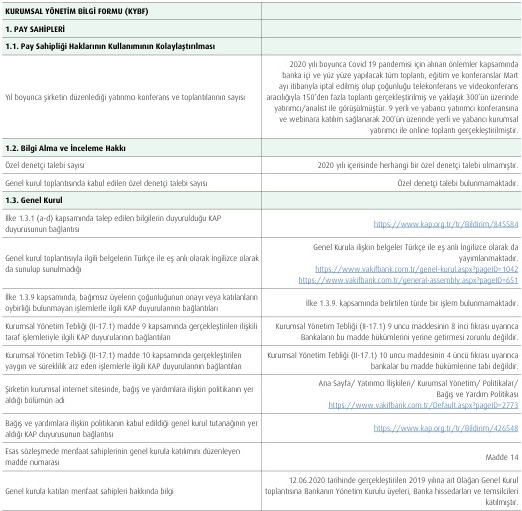 KURUMSAL YÖNETİM BİLGİ FORMU (KYBF)
1. PAY SAHİPLERİ
1.1. Pay Sahipliği Haklarının Kullanımının Kolaylaştırılması
Yıl boyunca şirketin düzenlediği yatırımcı konferans ve toplantılarının sayısı
2020 yılı boyunca Covid 19 pandemisi için alınan önlemler kapsamında
banka içi ve yüz yüze yapılacak tüm toplantı, eğitim ve konferanslar Mart
ayı itibarıyla iptal edilmiş olup çoğunluğu telekonferans ve videokonferans
aracılığıyla 150’den fazla toplantı gerçekleştirilmiş ve yaklaşık 300’ün üzerinde
yatırımcı/analist ile görüşülmüştür. 9 yerli ve yabancı yatırımcı konferansına
ve webinara katılım sağlanarak 200’ün üzerinde yerli ve yabancı kurumsal
yatırımcı ile online toplantı gerçekleştirilmiştir.
1.2. Bilgi Alma ve İnceleme Hakkı
Özel denetçi talebi sayısı
2020 yılı içerisinde herhangi bir özel denetçi talebi olmamıştır.
Genel kurul toplantısında kabul edilen özel denetçi talebi sayısı
Özel denetçi talebi bulunmamaktadır.
1.3. Genel Kurul
İlke 1.3.1 (a-d) kapsamında talep edilen bilgilerin duyurulduğu KAP
duyurusunun bağlantısı
https://www.kap.org.tr/tr/Bildirim/845584
Genel kurul toplantısıyla ilgili belgelerin Türkçe ile eş anlı olarak İngilizce olarak
da sunulup sunulmadığı
Genel Kurula ilişkin belgeler Türkçe ile eş anlı İngilizce olarak da
yayımlanmaktadır.
https://www.vakifbank.com.tr/genel-kurul.aspx?pageID=1042
https://www.vakifbank.com.tr/general-assembly.aspx?pageID=651
İlke 1.3.9 kapsamında, bağımsız üyelerin çoğunluğunun onayı veya katılanların
oybirliği bulunmayan işlemlerle ilgili KAP duyurularının bağlantıları
İlke 1.3.9. kapsamında belirtilen türde bir işlem bulunmamaktadır.
Kurumsal Yönetim Tebliği (II-17.1) madde 9 kapsamında gerçekleştirilen ilişkili
taraf işlemleriyle ilgili KAP duyurularının bağlantıları
Kurumsal Yönetim Tebliği (II-17.1) 9 uncu maddesinin 8 inci fıkrası uyarınca
Bankaların bu madde hükümlerini yerine getirmesi zorunlu değildir.
Kurumsal Yönetim Tebliği (II-17.1) madde 10 kapsamında gerçekleştirilen
yaygın ve süreklilik arz eden işlemlerle ilgili KAP duyurularının bağlantıları
Kurumsal Yönetim Tebliği (II-17.1) 10 uncu maddesinin 4 üncü fıkrası uyarınca
bankalar bu madde hükümlerine tabi değildir.
Şirketin kurumsal internet sitesinde, bağış ve yardımlara ilişkin politikanın yer
aldığı bölümün adı
Ana Sayfa/ Yatırımcı İlişkileri/ Kurumsal Yönetim/ Politikalar/
Bağış ve Yardım Politikası
https://www.vakifbank.com.tr/Default.aspx?pageID=2773
Bağış ve yardımlara ilişkin politikanın kabul edildiği genel kurul tutanağının yer
aldığı KAP duyurusunun bağlantısı
https://www.kap.org.tr/tr/Bildirim/426548
Esas sözleşmede menfaat sahiplerinin genel kurula katılımını düzenleyen
madde numarası
Madde 14
Genel kurula katılan menfaat sahipleri hakkında bilgi
12.06.2020 tarihinde gerçekleştirilen 2019 yılına ait Olağan Genel Kurul
toplantısına Bankanın Yönetim Kurulu üyeleri, Banka hissedarları ve temsilcileri
katılmıştır.